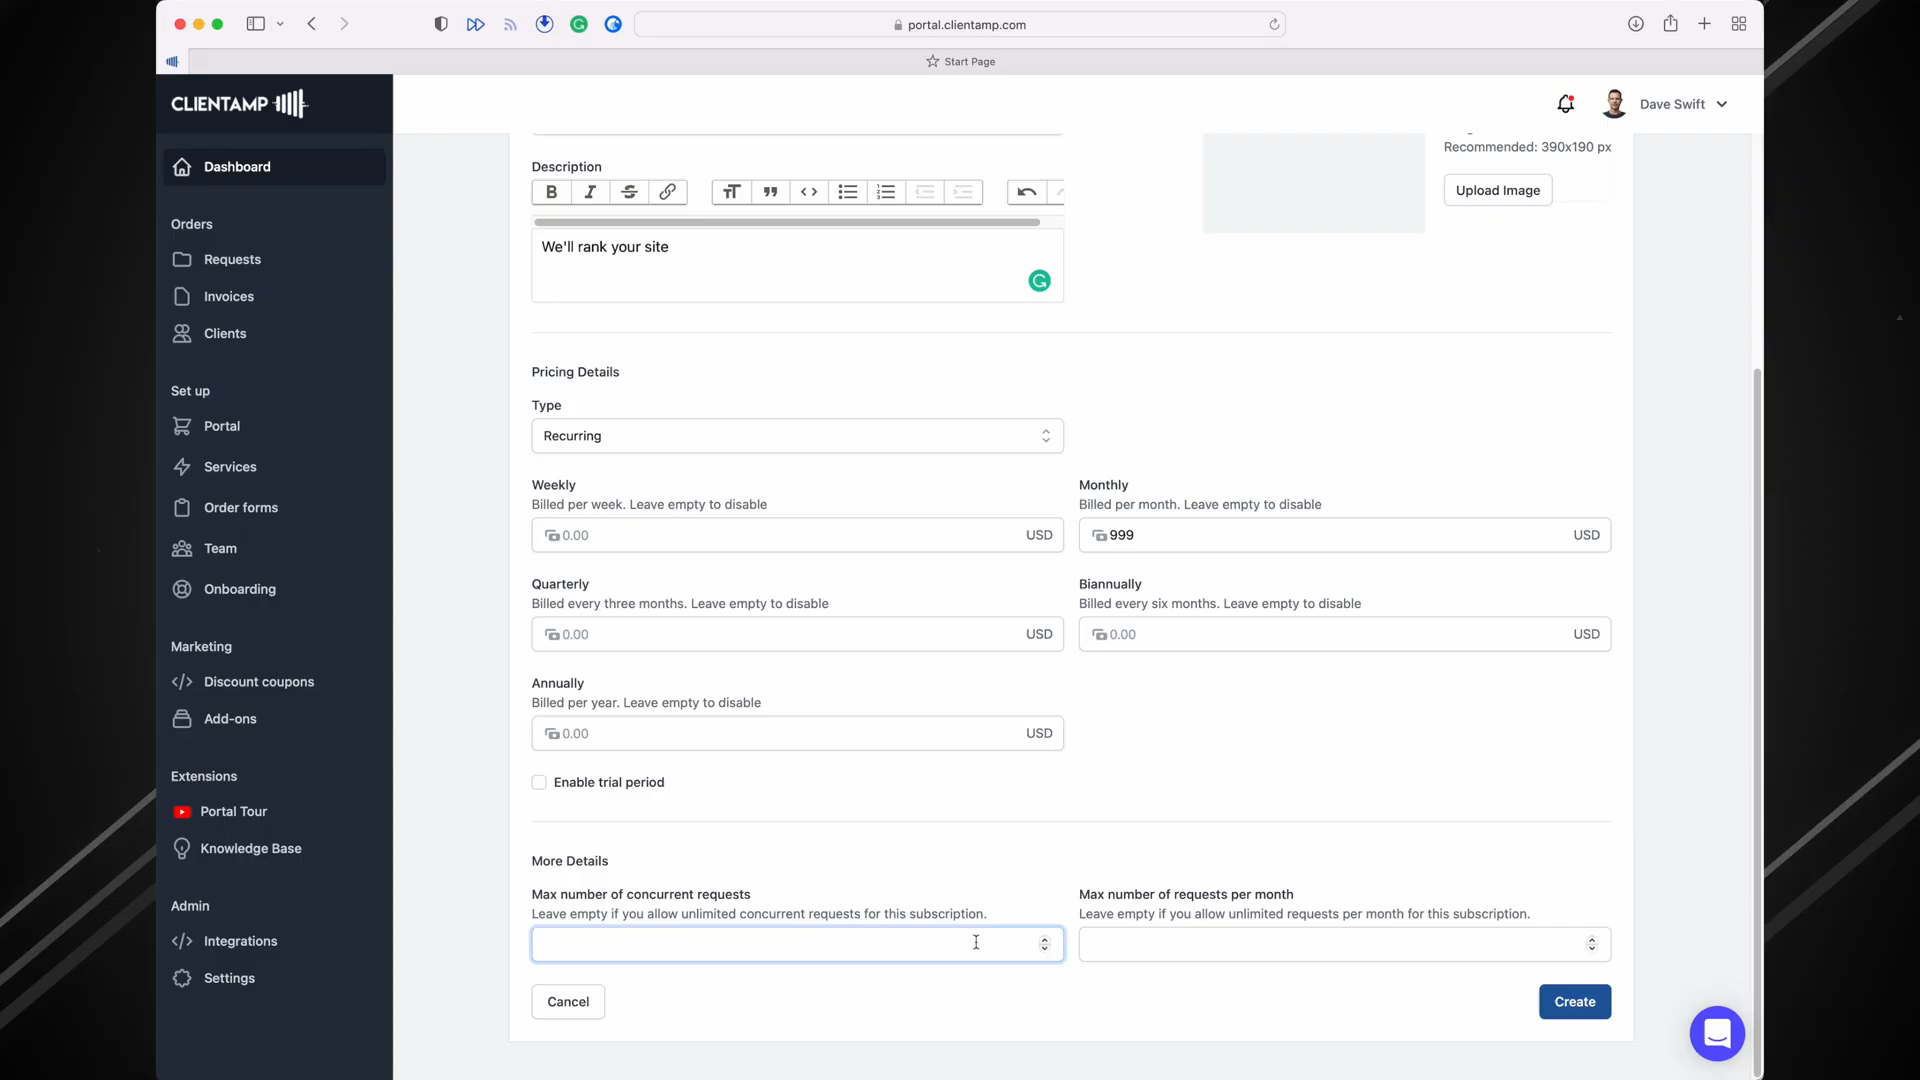 portal.clientamp.com
Start Page
CLIENTAMP
Dave Swift
Dashboard
Orders
Requests
Invoices
Clients
Set up
Portal
Services
Order forms
Team
Onboarding
Marketing
Discount coupons
Add-ons
Extensions
Portal Tour
Knowledge Base
Admin
Integrations
Settings
Recommended: 390x190 px
Upload Image
Description
We'll rank your site
Pricing Details
Type
Recurring
Weekly
Billed per week. Leave empty to disable
0.00 USD
Monthly
Billed per month. Leave empty to disable
999 USD
Quarterly
Billed every three months. Leave empty to disable
0.00 USD
Biannually
Billed every six months. Leave empty to disable
0.00 USD
Annually
Billed per year. Leave empty to disable
0.00 USD
Enable trial period
More Details
Max number of concurrent requests
Leave empty if you allow unlimited concurrent requests for this subscription.
Max number of requests per month
Leave empty if you allow unlimited requests per month for this subscription.
Cancel
Create